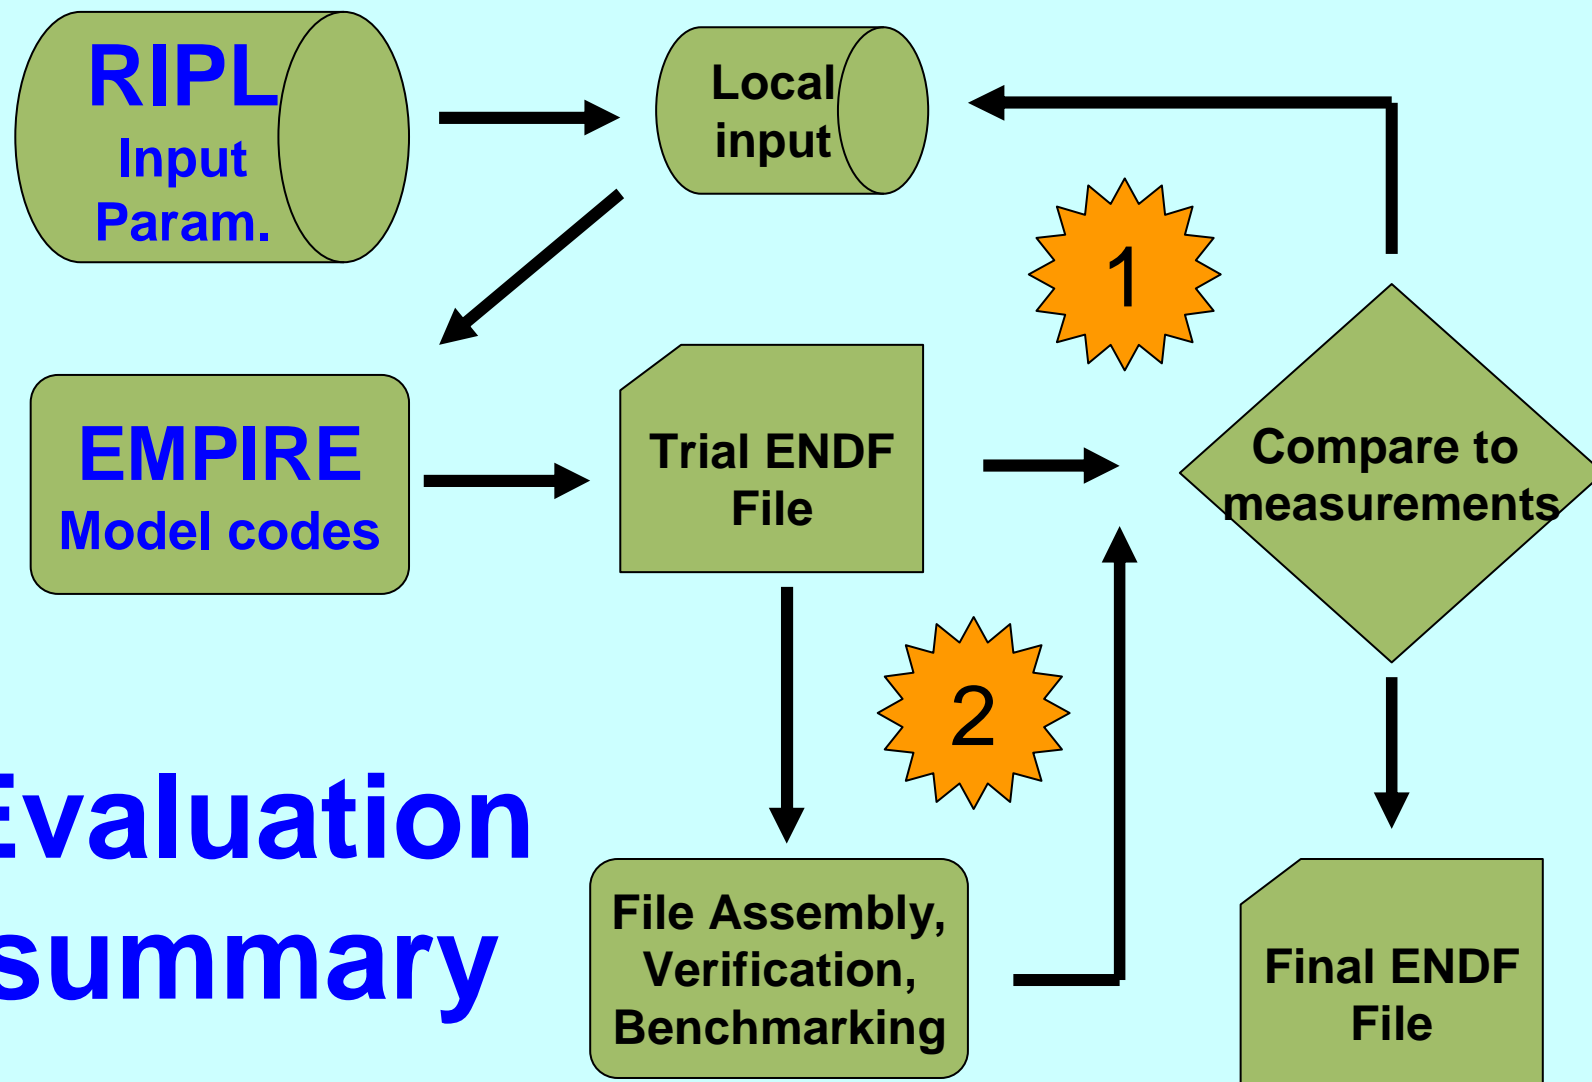 RIPL
Input
Param.
Local
input
1
EMPIRE
Model codes
Trial ENDF
File
Compare to
measurements
2
Evaluation
summary
File Assembly,
Verification,
Benchmarking
Final ENDF
File